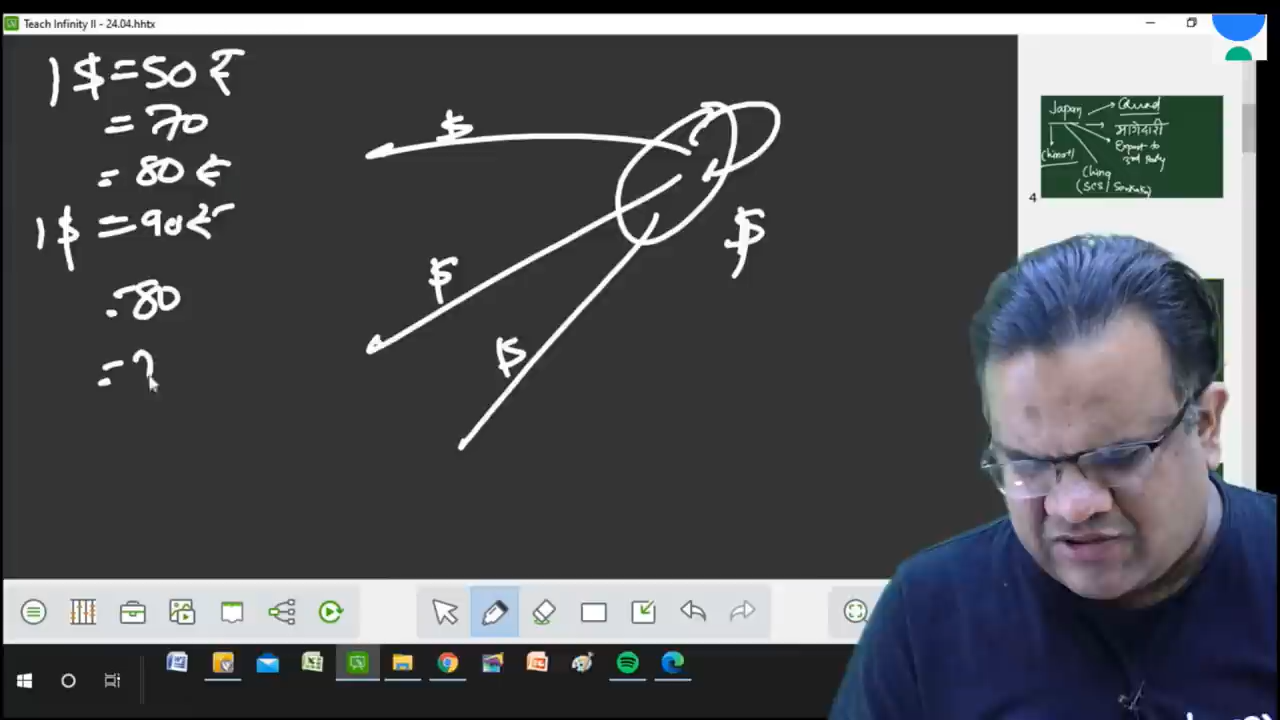 Teach Infinity II - 24.04.hhtx
1 $ = 50 ₹
= 70
= 80 ₹
1 $ = 90 ₹
= 80
= ?
$
$
$
$
Japan
Quad
भागेदारी
Export to
3rd Party
China
4